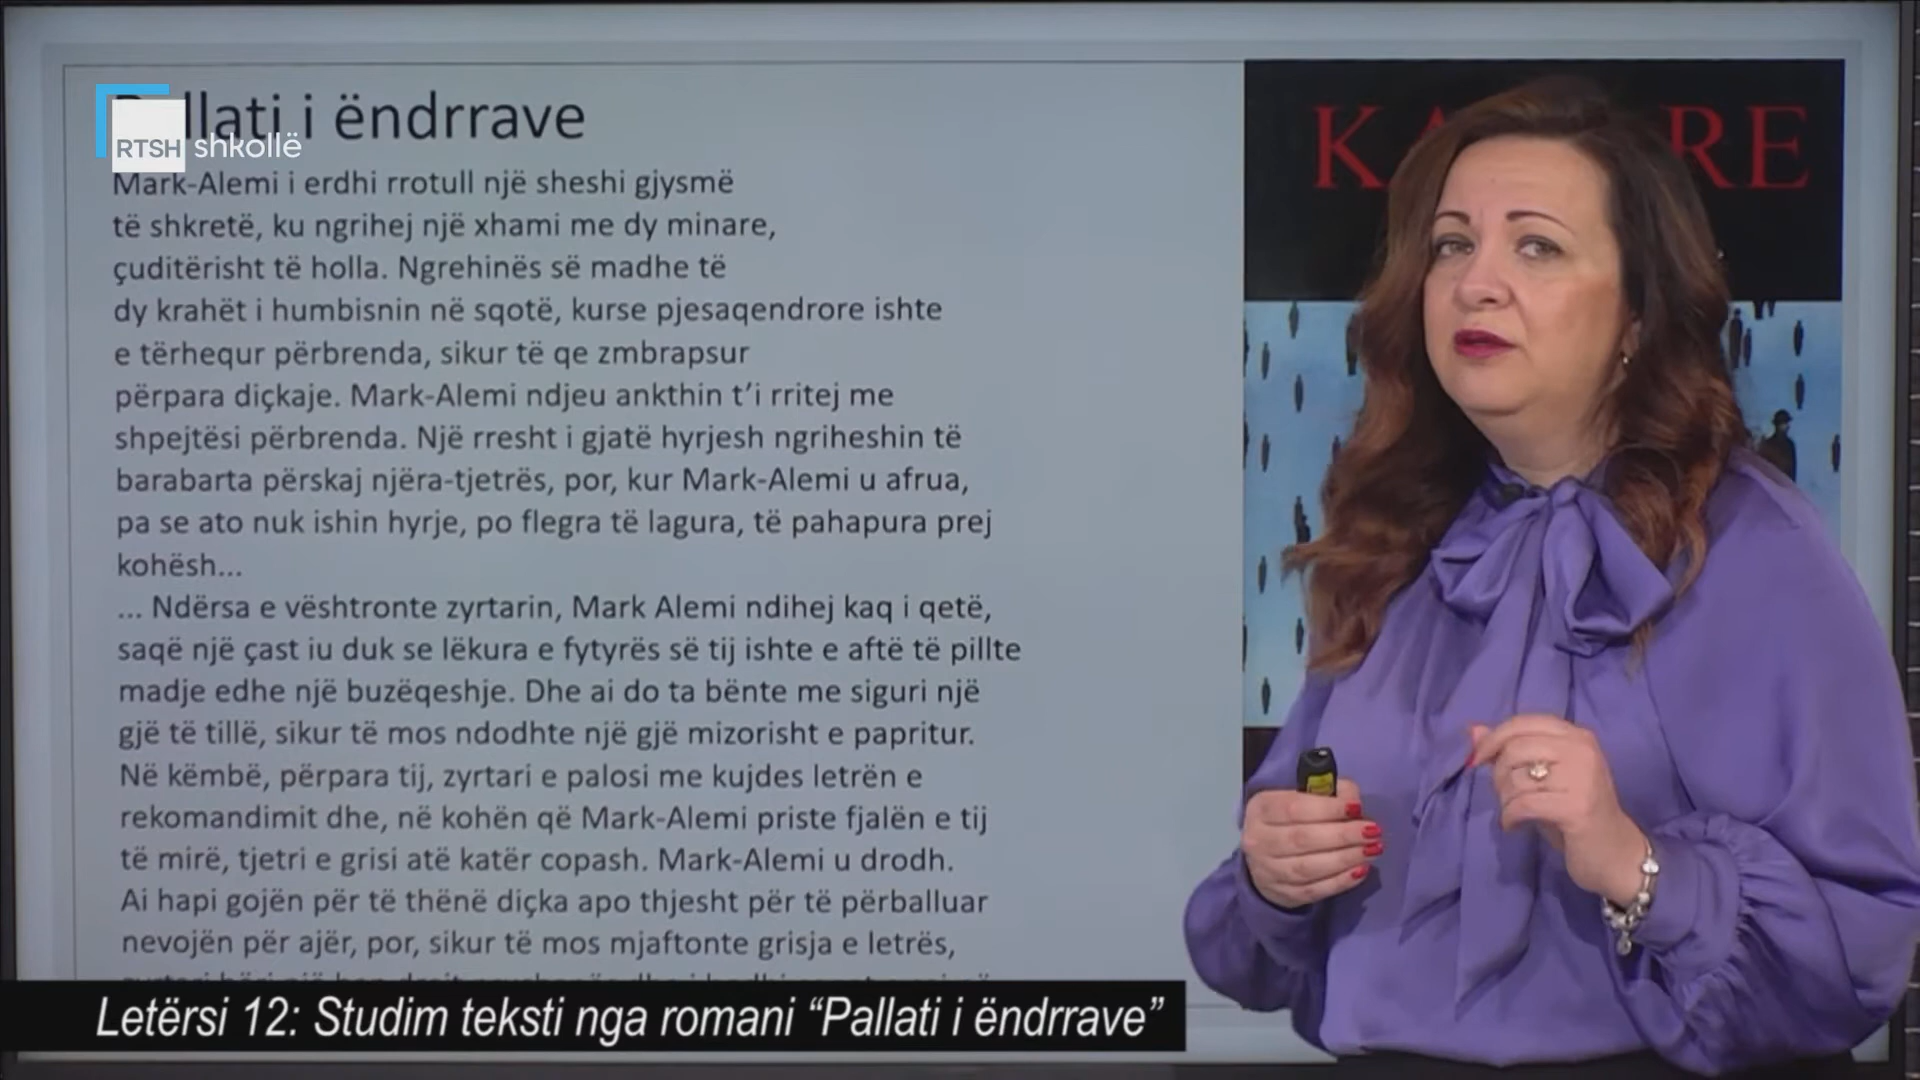 Pallati i ëndrrave
RTSH shkollë
KA RE
Mark-Alemi i erdhi rrotull një sheshi gjysmë
të shkretë, ku ngrihej një xhami me dy minare,
çuditërisht të holla. Ngrehinës së madhe të
dy krahët i humbisnin në sqotë, kurse pjesaqendrore ishte
e tërhequr përbrenda, sikur të qe zmbrapsur
përpara diçkaje. Mark-Alemi ndjeu ankthin t’i rritej me
shpejtësi përbrenda. Një rresht i gjatë hyrjesh ngriheshin të
barabarta përskaj njëra-tjetrës, por, kur Mark-Alemi u afrua,
pa se ato nuk ishin hyrje, po flegra të lagura, të pahapura prej
kohësh...
... Ndërsa e vështronte zyrtarin, Mark Alemi ndihej kaq i qetë,
saqë një çast iu duk se lëkura e fytyrës së tij ishte e aftë të pillte
madje edhe një buzëqeshje. Dhe ai do ta bënte me siguri një
gjë të tillë, sikur të mos ndodhte një gjë mizorisht e papritur.
Në këmbë, përpara tij, zyrtari e palosi me kujdes letrën e
rekomandimit dhe, në kohën që Mark-Alemi priste fjalën e tij
të mirë, tjetri e grisi atë katër copash. Mark-Alemi u drodh.
Ai hapi gojën për të thënë diçka apo thjesht për të përballuar
nevojën për ajër, por, sikur të mos mjaftonte grisja e letrës,
Letërsi 12: Studim teksti nga romani “Pallati i ëndrrave”